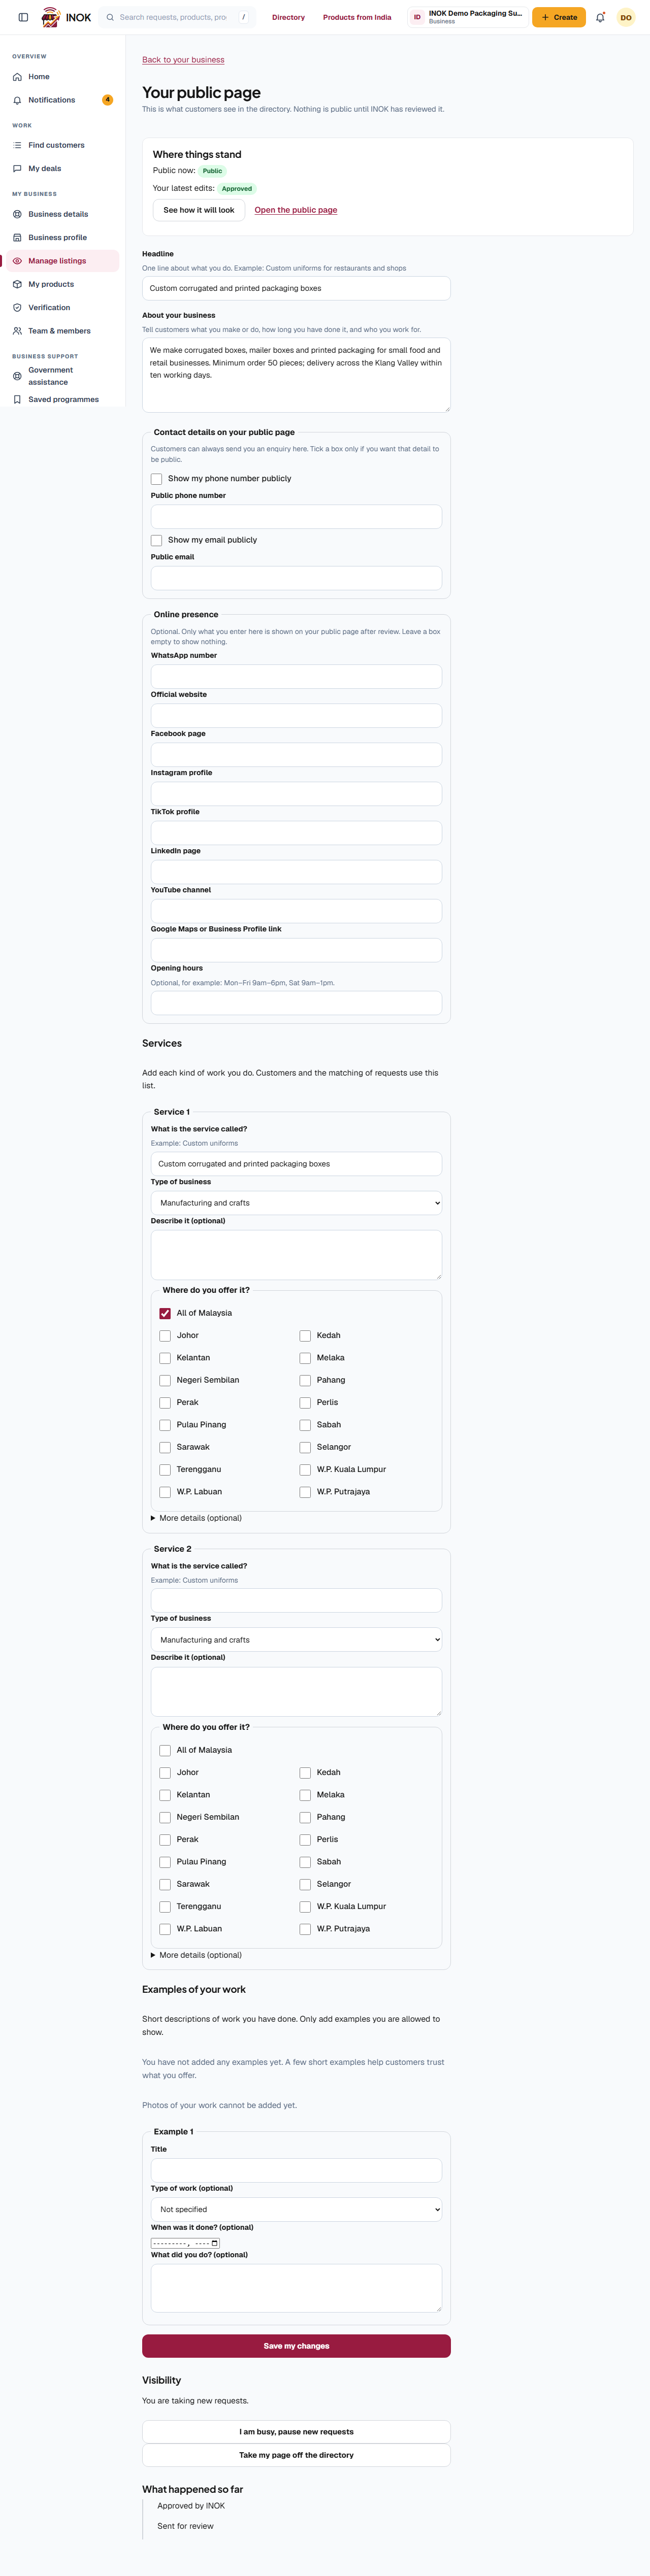 INOK
Search requests, products, pro
/
Directory
Products from India
ID
INOK Demo Packaging Su...
Business
Create
DO
OVERVIEW
Home
Notifications
4
WORK
Find customers
My deals
MY BUSINESS
Business details
Business profile
Manage listings
My products
Verification
Team & members
BUSINESS SUPPORT
Government
assistance
Saved programmes
Back to your business
Your public page
This is what customers see in the directory. Nothing is public until INOK has reviewed it.
Where things stand
Public now: Public
Your latest edits: Approved
See how it will look
Open the public page
Headline
One line about what you do. Example: Custom uniforms for restaurants and shops
Custom corrugated and printed packaging boxes
About your business
Tell customers what you make or do, how long you have done it, and who you work for.
We make corrugated boxes, mailer boxes and printed packaging for small food and
retail businesses. Minimum order 50 pieces; delivery across the Klang Valley within
ten working days.
Contact details on your public page
Customers can always send you an enquiry here. Tick a box only if you want that detail to
be public.
Show my phone number publicly
Public phone number
Show my email publicly
Public email
Online presence
Optional. Only what you enter here is shown on your public page after review. Leave a box
empty to show nothing.
WhatsApp number
Official website
Facebook page
Instagram profile
TikTok profile
LinkedIn page
YouTube channel
Google Maps or Business Profile link
Opening hours
Optional, for example: Mon–Fri 9am–6pm, Sat 9am–1pm.
Services
Add each kind of work you do. Customers and the matching of requests use this
list.
Service 1
What is the service called?
Example: Custom uniforms
Custom corrugated and printed packaging boxes
Type of business
Manufacturing and crafts
Describe it (optional)
Where do you offer it?
All of Malaysia
Johor
Kedah
Kelantan
Melaka
Negeri Sembilan
Pahang
Perak
Perlis
Pulau Pinang
Sabah
Sarawak
Selangor
Terengganu
W.P. Kuala Lumpur
W.P. Labuan
W.P. Putrajaya
More details (optional)
Service 2
What is the service called?
Example: Custom uniforms
Type of business
Manufacturing and crafts
Describe it (optional)
Where do you offer it?
All of Malaysia
Johor
Kedah
Kelantan
Melaka
Negeri Sembilan
Pahang
Perak
Perlis
Pulau Pinang
Sabah
Sarawak
Selangor
Terengganu
W.P. Kuala Lumpur
W.P. Labuan
W.P. Putrajaya
More details (optional)
Examples of your work
Short descriptions of work you have done. Only add examples you are allowed to
show.
You have not added any examples yet. A few short examples help customers trust
what you offer.
Photos of your work cannot be added yet.
Example 1
Title
Type of work (optional)
Not specified
When was it done? (optional)
---------, ----
What did you do? (optional)
Save my changes
Visibility
You are taking new requests.
I am busy, pause new requests
Take my page off the directory
What happened so far
Approved by INOK
Sent for review